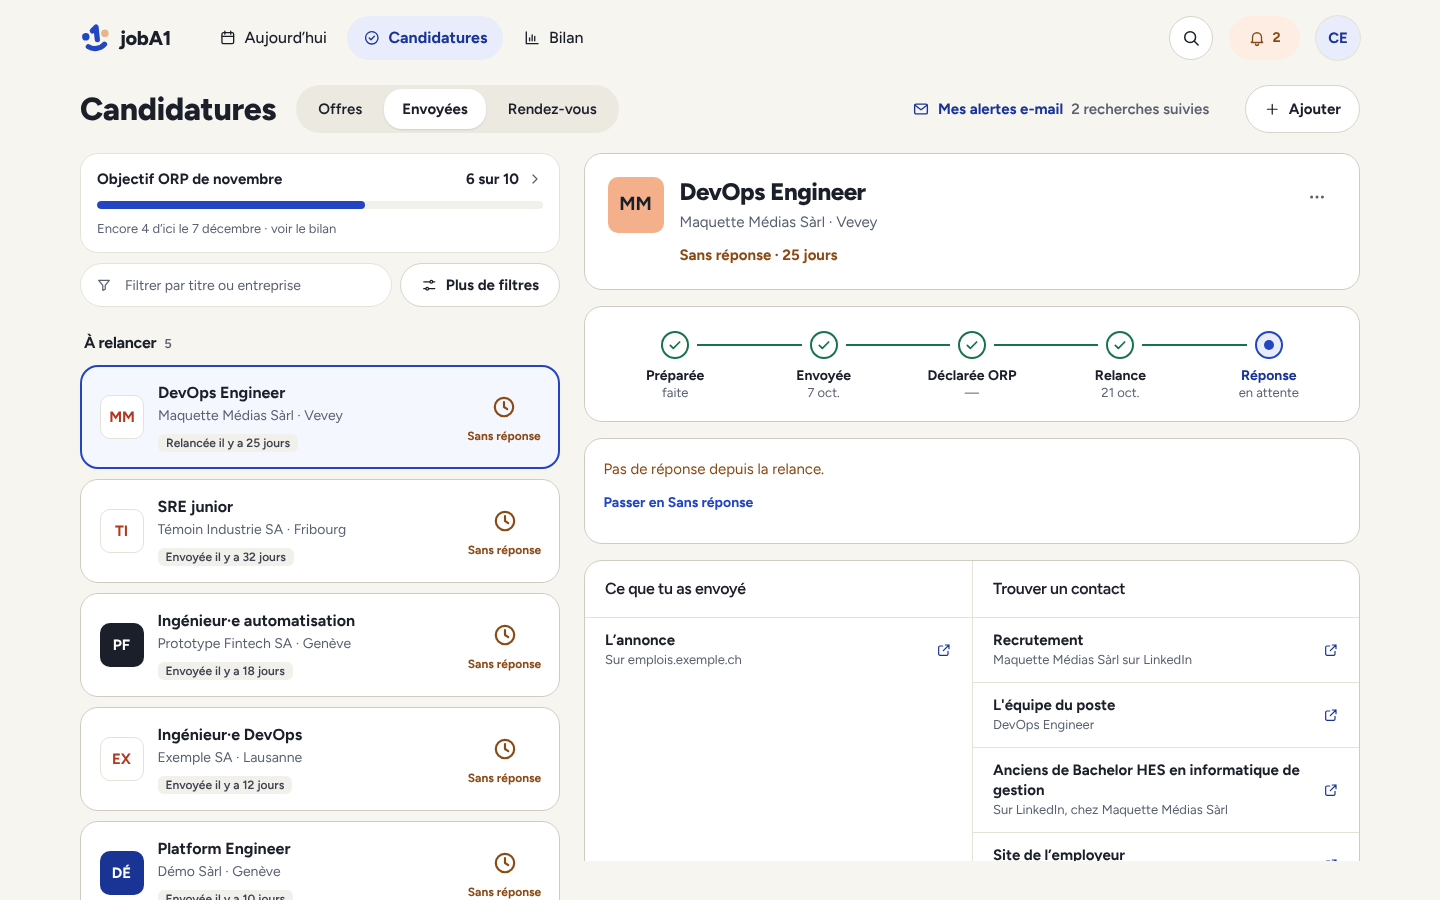 jobA1
Aujourd’hui
Candidatures
Bilan
2
CE
Candidatures
Offres
Envoyées
Rendez-vous
Mes alertes e-mail 2 recherches suivies
Ajouter
Objectif ORP de novembre
6 sur 10
Encore 4 d’ici le 7 décembre · voir le bilan
Filtrer par titre ou entreprise
Plus de filtres
À relancer 5
MM
DevOps Engineer
Maquette Médias Sàrl · Vevey
Relancée il y a 25 jours
Sans réponse
TI
SRE junior
Témoin Industrie SA · Fribourg
Envoyée il y a 32 jours
Sans réponse
PF
Ingénieur·e automatisation
Prototype Fintech SA · Genève
Envoyée il y a 18 jours
Sans réponse
EX
Ingénieur·e DevOps
Exemple SA · Lausanne
Envoyée il y a 12 jours
Sans réponse
DÉ
Platform Engineer
Démo Sàrl · Genève
Envoyée il y a 10 jours
Sans réponse
MM
DevOps Engineer
Maquette Médias Sàrl · Vevey
Sans réponse · 25 jours
Préparée
faite
Envoyée
7 oct.
Déclarée ORP
—
Relance
21 oct.
Réponse
en attente
Pas de réponse depuis la relance.
Passer en Sans réponse
Ce que tu as envoyé
L’annonce
Sur emplois.exemple.ch
Trouver un contact
Recrutement
Maquette Médias Sàrl sur LinkedIn
L'équipe du poste
DevOps Engineer
Anciens de Bachelor HES en informatique de
gestion
Sur LinkedIn, chez Maquette Médias Sàrl
Site de l’employeur